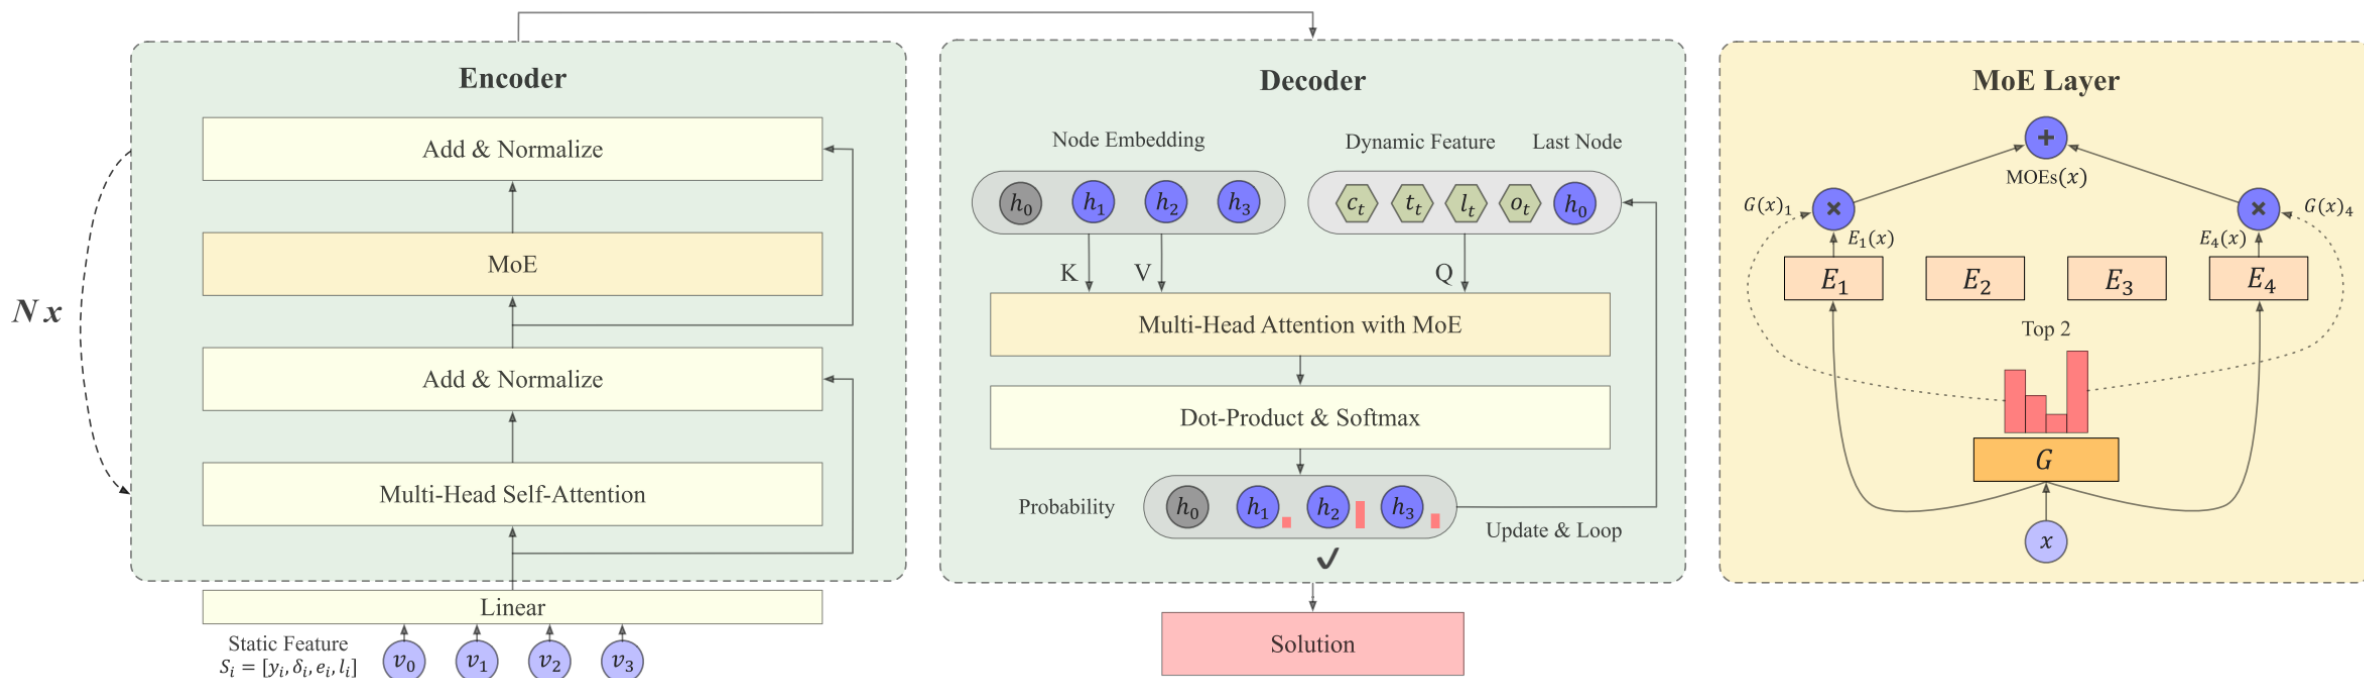 Encoder
Add & Normalize
MoE
Add & Normalize
Multi-Head Self-Attention
N x
Linear
Static Feature
S_i = [y_i, δ_i, e_i, l_i]
v_0 v_1 v_2 v_3
Decoder
Node Embedding Dynamic Feature Last Node
h_0 h_1 h_2 h_3 c_t t_t l_t o_t h_0
K V Q
Multi-Head Attention with MoE
Dot-Product & Softmax
Probability h_0 h_1 h_2 h_3
Update & Loop
Solution
MoE Layer
MOEs(x)
G(x)_1 G(x)_4
E_1(x) E_4(x)
E_1 E_2 E_3 E_4
Top 2
G
x